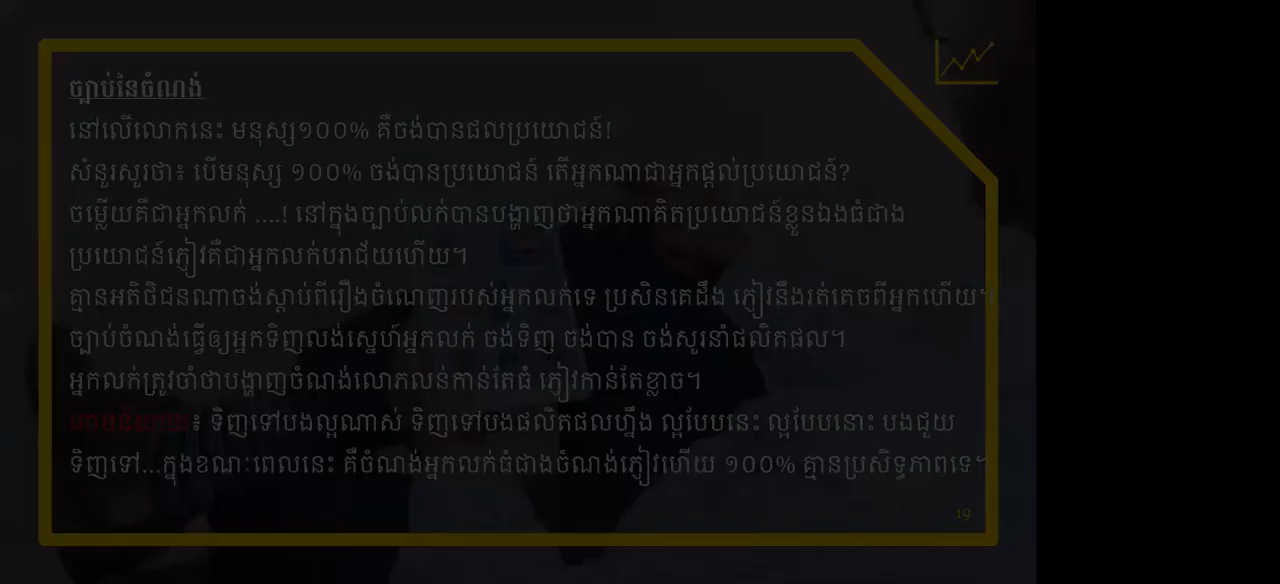 ច្បាប់នៃចំណង់
នៅលើលោកនេះ មនុស្ស១០០% គឺចង់បានផលប្រយោជន៍!
សំនួរសួរថា៖ បើមនុស្ស ១០០% ចង់បានប្រយោជន៍ តើអ្នកណាជាអ្នកផ្ដល់ប្រយោជន៍?
ចម្លើយគឺជាអ្នកលក់ ....! នៅក្នុងច្បាប់លក់បានបង្ហាញថាអ្នកណាគិតប្រយោជន៍ខ្លួនឯងធំជាង
ប្រយោជន៍ភ្ញៀវគឺជាអ្នកលក់បរាជ័យហើយ។
គ្មានអតិថិជនណាចង់ស្ដាប់ពីរឿងចំណេញរបស់អ្នកលក់ទេ ប្រសិនគេដឹង ភ្ញៀវនឹងរត់គេចពីអ្នកហើយ។
ច្បាប់ចំណង់ធ្វើឲ្យអ្នកទិញលង់ស្នេហ៍អ្នកលក់ ចង់ទិញ ចង់បាន ចង់សួរនាំផលិតផល។
អ្នកលក់ត្រូវចាំថាបង្ហាញចំណង់លោភលន់កាន់តែធំ ភ្ញៀវកាន់តែខ្លាច។
៖ ទិញទៅបងល្អណាស់ ទិញទៅបងផលិតផលហ្នឹង ល្អបែបនេះ ល្អបែបនោះ បងជួយ
ទិញទៅ...ក្នុងខណៈពេលនេះ គឺចំណង់អ្នកលក់ធំជាងចំណង់ភ្ញៀវហើយ ១០០% គ្មានប្រសិទ្ធភាពទេ។
19